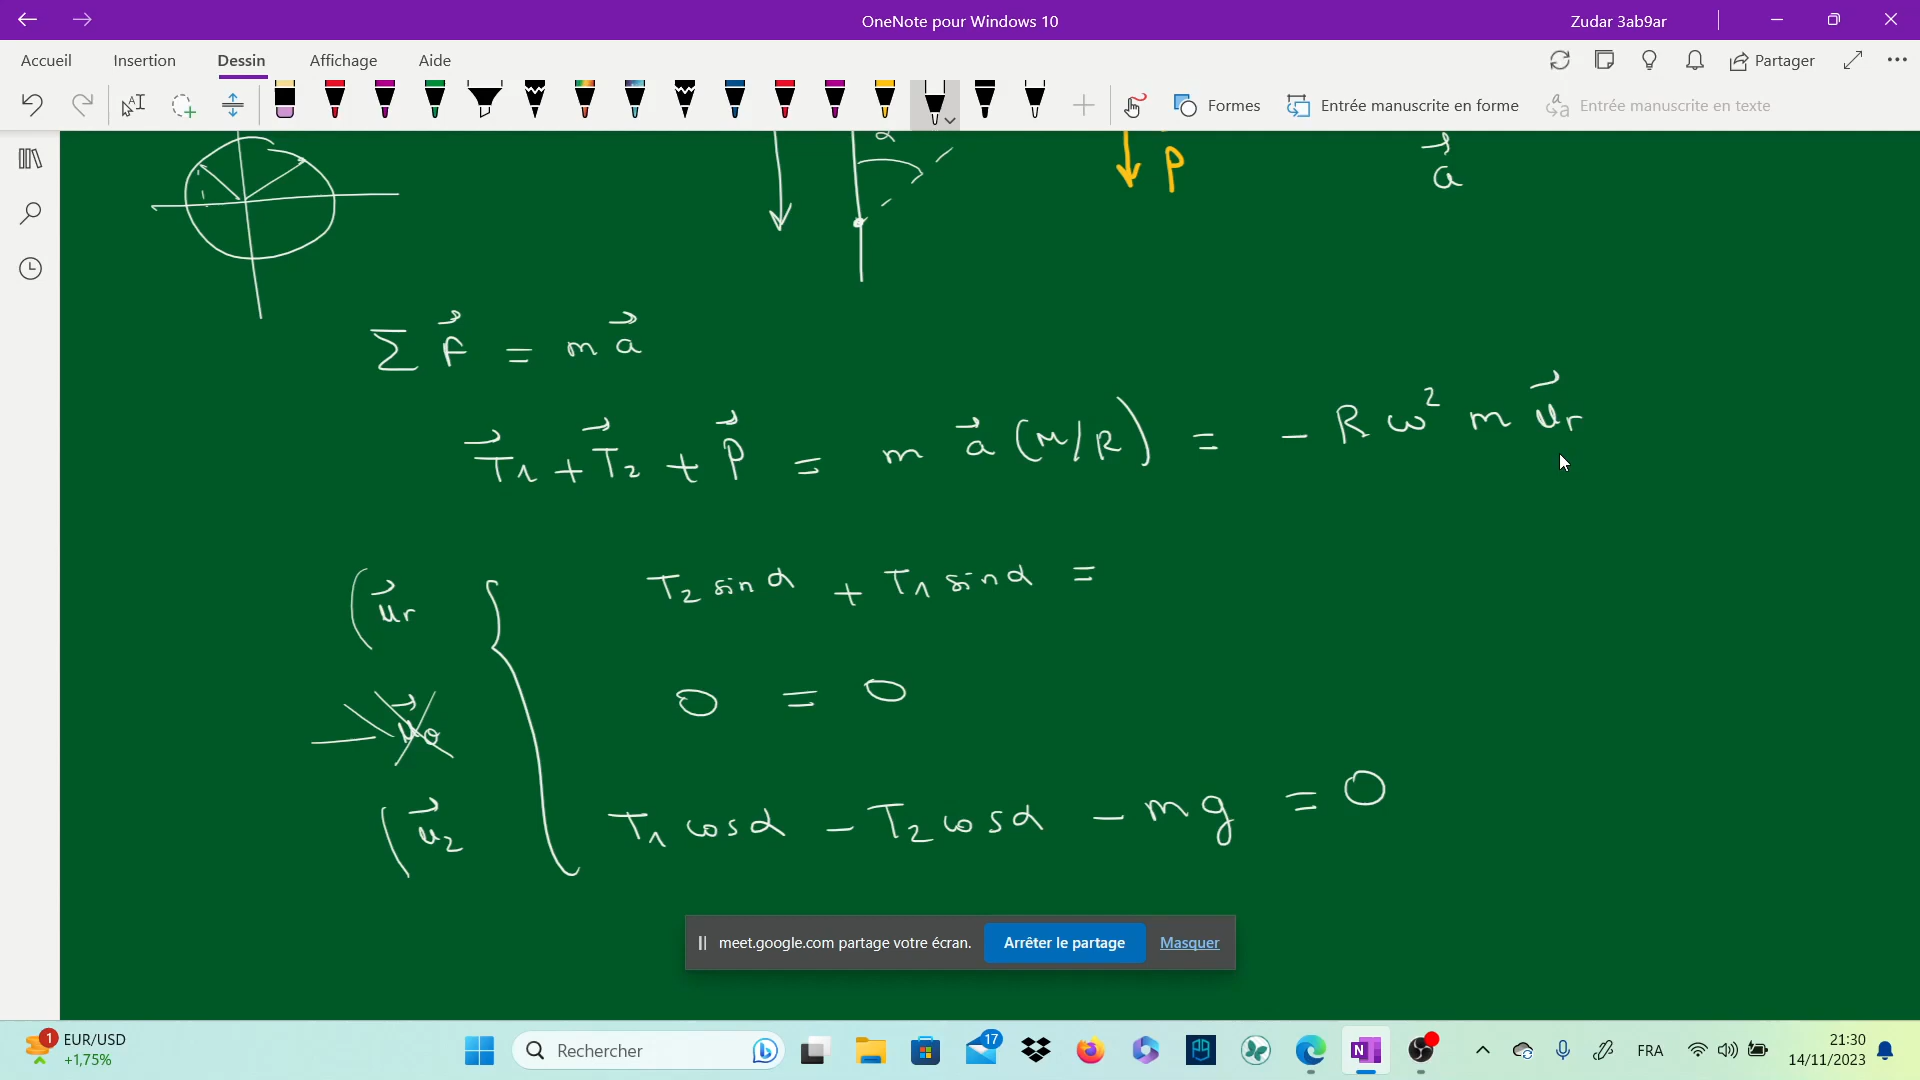 OneNote pour Windows 10
Zudar 3ab9ar
Accueil Insertion Dessin Affichage Aide
Partager
Formes Entrée manuscrite en forme Entrée manuscrite en texte
α
P
a⃗
∑ F⃗ = m a⃗
T⃗₁ + T⃗₂ + P⃗ = m a⃗ (M/R) = - R ω² m u⃗r
u⃗r
T₂ sin α + T₁ sin α =
u⃗θ
0 = 0
u⃗z
T₁ cos α - T₂ cos α - mg = 0
meet.google.com partage votre écran. Arrêter le partage Masquer
1 EUR/USD
+1,75%
Rechercher
17
FRA
21:30
14/11/2023